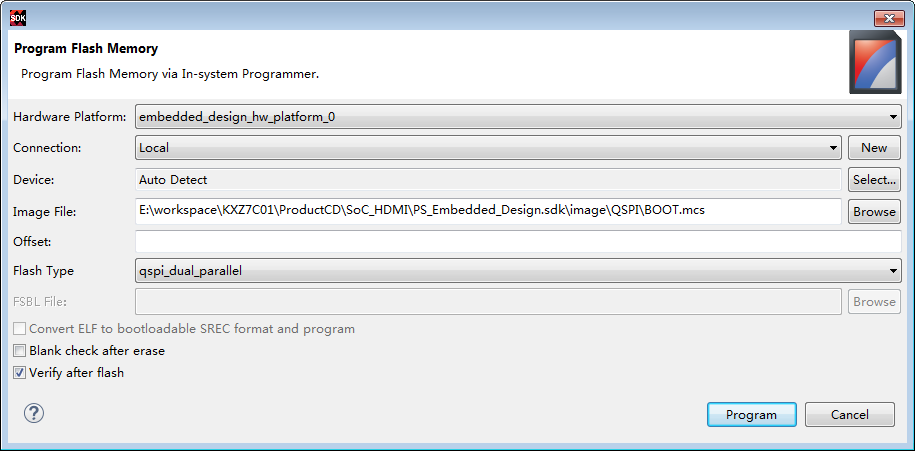 SDK
Program Flash Memory
Program Flash Memory via In-system Programmer.
Hardware Platform: embedded_design_hw_platform_0
Connection: Local New
Device: Auto Detect Select...
Image File: E:\workspace\KXZ7C01\ProductCD\SoC_HDMI\PS_Embedded_Design.sdk\image\QSPI\BOOT.mcs Browse
Offset:
Flash Type qspi_dual_parallel
FSBL File: Browse
Convert ELF to bootloadable SREC format and program
Blank check after erase
Verify after flash
? Program Cancel